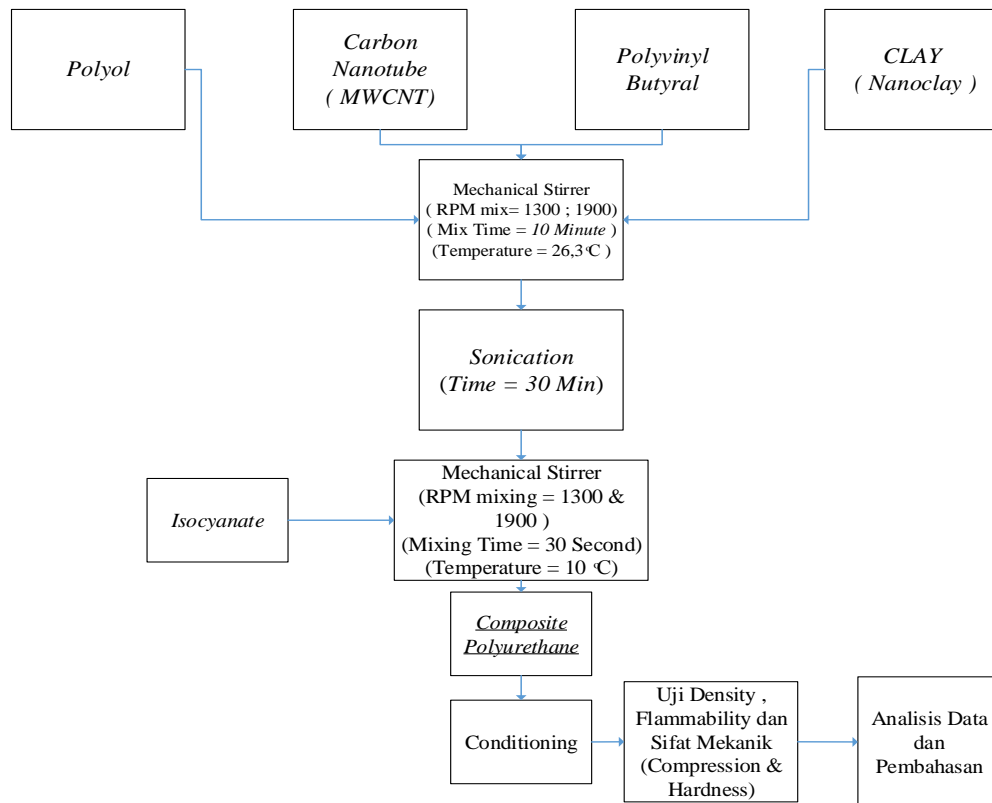 Polyol
Carbon
Nanotube
( MWCNT)
Polyvinyl
Butyral
CLAY
( Nanoclay )
Mechanical Stirrer
( RPM mix= 1300 ; 1900)
( Mix Time = 10 Minute )
(Temperature = 26,3°C )
Sonication
(Time = 30 Min)
Isocyanate
Mechanical Stirrer
(RPM mixing = 1300 &
1900 )
(Mixing Time = 30 Second)
(Temperature = 10 °C)
Composite
Polyurethane
Conditioning
Uji Density ,
Flammability dan
Sifat Mekanik
(Compression &
Hardness)
Analisis Data
dan
Pembahasan